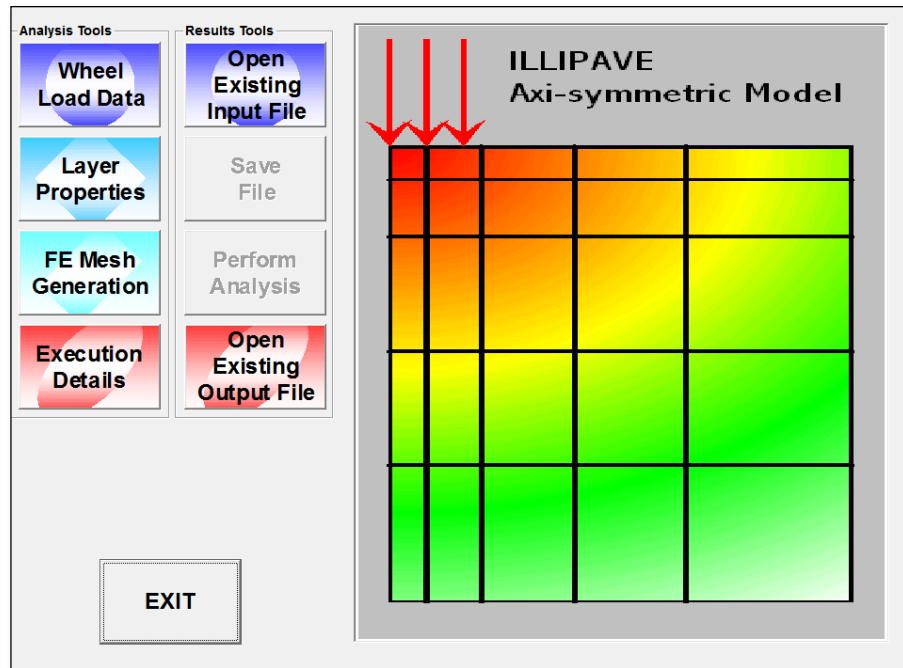 Analysis Tools
Wheel
Load Data
Layer
Properties
FE Mesh
Generation
Execution
Details
Results Tools
Open
Existing
Input File
Save
File
Perform
Analysis
Open
Existing
Output File
EXIT
ILLIPAVE
Axi-symmetric Model